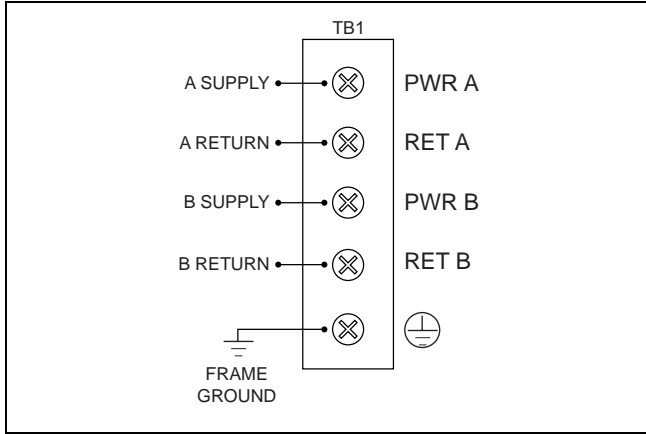 TB1
A SUPPLY PWR A
A RETURN RET A
B SUPPLY PWR B
B RETURN RET B
FRAME
GROUND